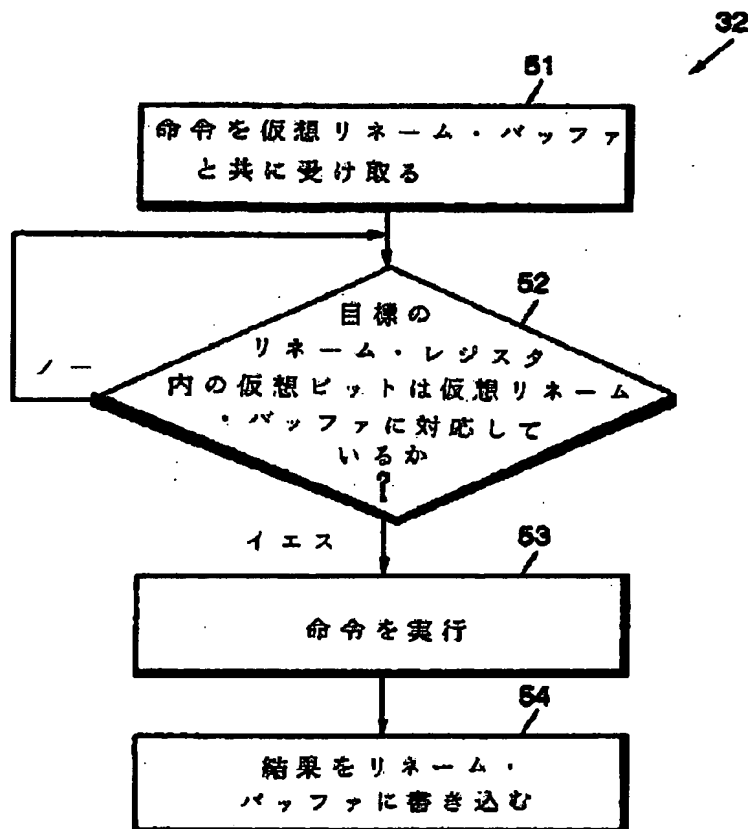 32
51
命令を仮想リネーム・バッファ
と共に受け取る
52
目標の
リネーム・レジスタ
内の仮想ビットは仮想リネーム
・バッファに対応して
いるか
?
ノー
イエス
53
命令を実行
54
結果をリネーム・
バッファに書き込む